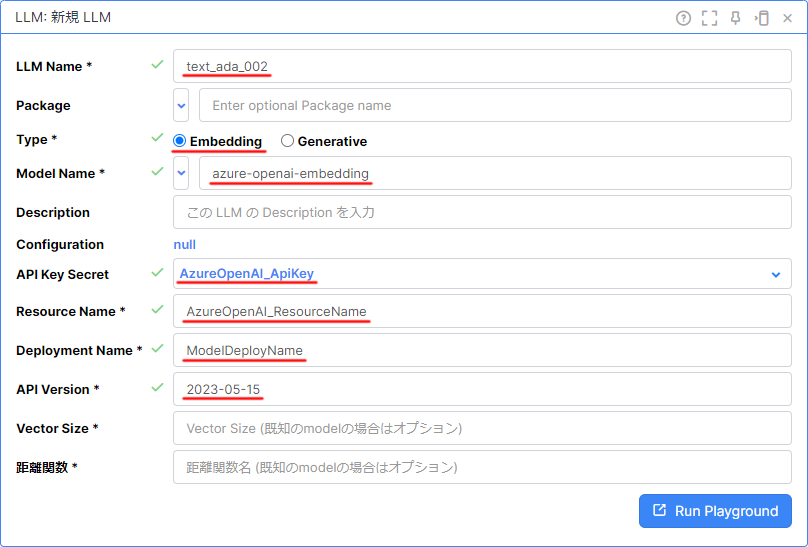 LLM: 新規 LLM
LLM Name * text_ada_002
Package Enter optional Package name
Type * Embedding Generative
Model Name * azure-openai-embedding
Description この LLM の Description を入力
Configuration null
API Key Secret AzureOpenAI_ApiKey
Resource Name * AzureOpenAI_ResourceName
Deployment Name * ModelDeployName
API Version * 2023-05-15
Vector Size * Vector Size (既知のmodelの場合はオプション)
距離関数 * 距離関数名 (既知のmodelの場合はオプション)
Run Playground